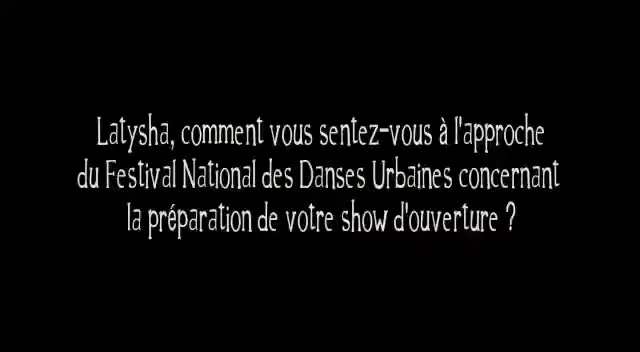 Latysha, comment vous sentez-vous à l'approche
du Festival National des Danses Urbaines concernant
la préparation de votre show d'ouverture ?